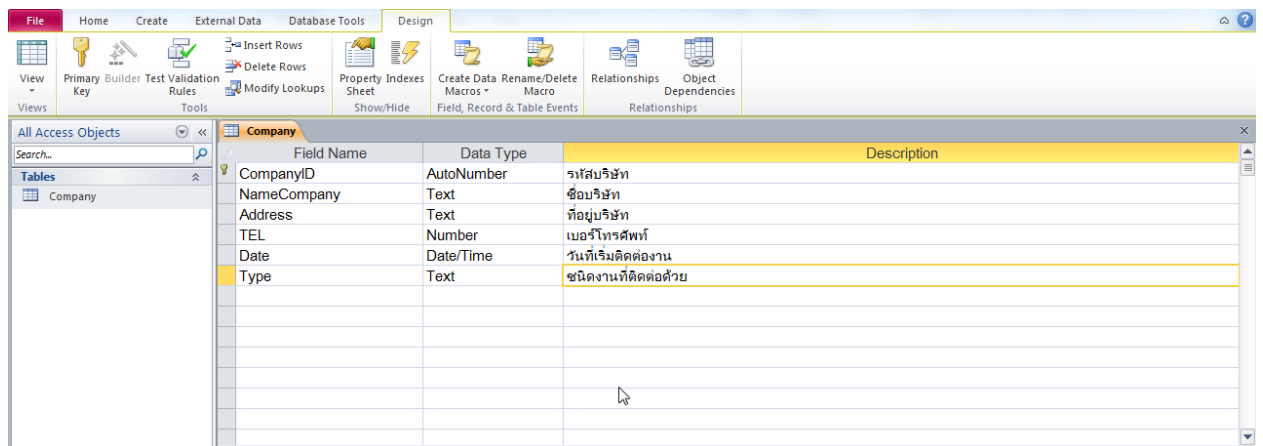 File Home Create External Data Database Tools Design
View Primary Key Builder Test Validation Rules Insert Rows Delete Rows Modify Lookups Property Sheet Indexes Create Data Macros Rename/Delete Macro Relationships Object Dependencies
Views Tools Show/Hide Field, Record & Table Events Relationships
All Access Objects « Company ×
Search... Field Name Data Type Description
Tables CompanyID AutoNumber รหัสบริษัท
Company NameCompany Text ชื่อบริษัท
Address Text ที่อยู่บริษัท
TEL Number เบอร์โทรศัพท์
Date Date/Time วันที่เริ่มติดต่องาน
Type Text ชนิดงานที่ติดต่อด้วย